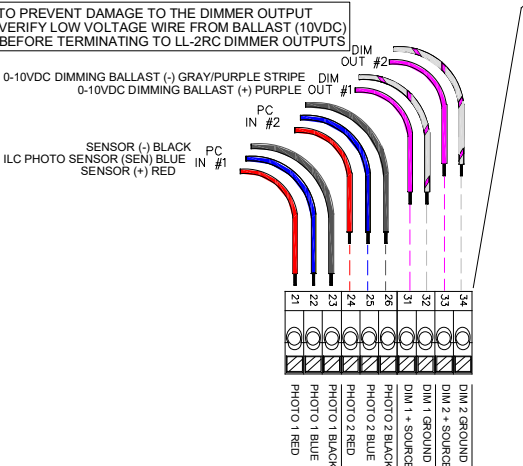 TO PREVENT DAMAGE TO THE DIMMER OUTPUT
VERIFY LOW VOLTAGE WIRE FROM BALLAST (10VDC)
BEFORE TERMINATING TO LL-2RC DIMMER OUTPUTS
DIM
OUT #2
0-10VDC DIMMING BALLAST (-) GRAY/PURPLE STRIPE
0-10VDC DIMMING BALLAST (+) PURPLE
DIM
OUT #1
PC
IN #2
SENSOR (-) BLACK
ILC PHOTO SENSOR (SEN) BLUE
SENSOR (+) RED
PC
IN #1
21
22
23
24
25
26
31
32
33
34
PHOTO 1 RED
PHOTO 1 BLUE
PHOTO 1 BLACK
PHOTO 2 RED
PHOTO 2 BLUE
PHOTO 2 BLACK
DIM 1 + SOURCE
DIM 1 GROUND
DIM 2 + SOURCE
DIM 2 GROUND